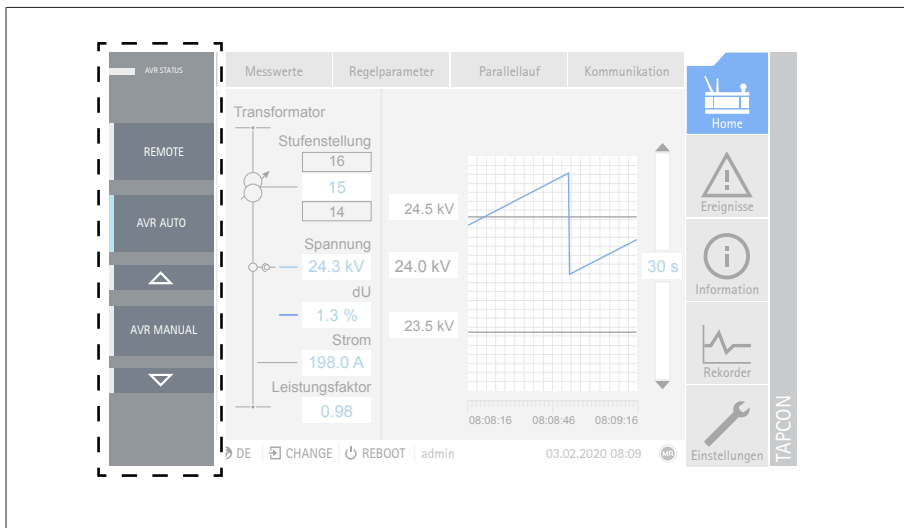 AVR STATUS
REMOTE
AVR AUTO
AVR MANUAL
Messwerte Regelparameter Parallellauf Kommunikation
Transformator
Stufenstellung
16
15
14
Spannung
24.3 kV
dU
1.3 %
Strom
198.0 A
Leistungsfaktor
0.98
24.5 kV
24.0 kV
23.5 kV
30 s
08:08:16 08:08:46 08:09:16
DE CHANGE REBOOT admin 03.02.2020 08:09 MR
Home
Ereignisse
Information
Rekorder
Einstellungen
TAPCON